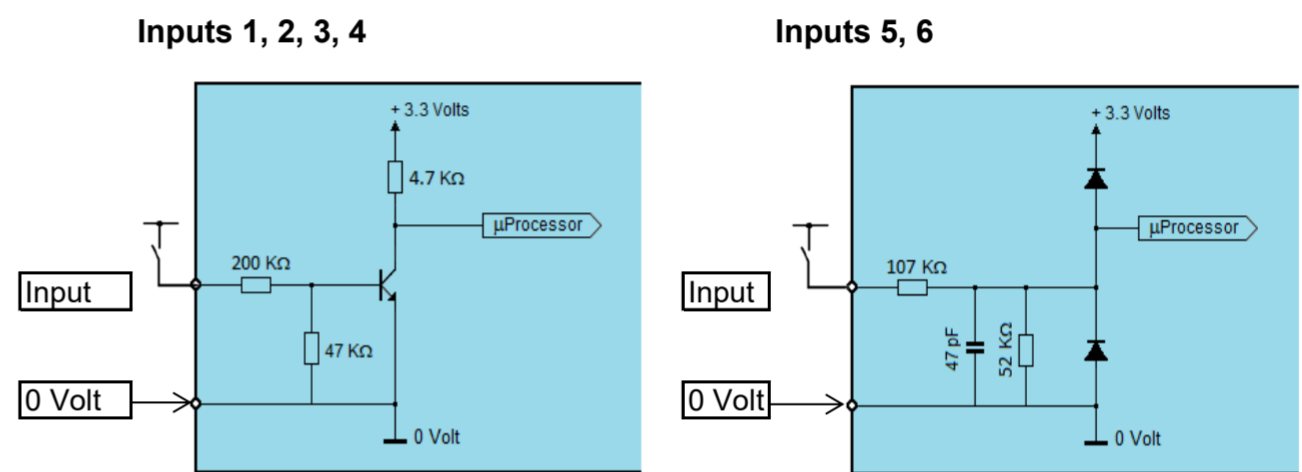 Inputs 1, 2, 3, 4
+ 3.3 Volts
4.7 KΩ
µProcessor
200 KΩ
Input
47 KΩ
0 Volt
0 Volt
Inputs 5, 6
+ 3.3 Volts
µProcessor
107 KΩ
Input
47 pF
52 KΩ
0 Volt
0 Volt